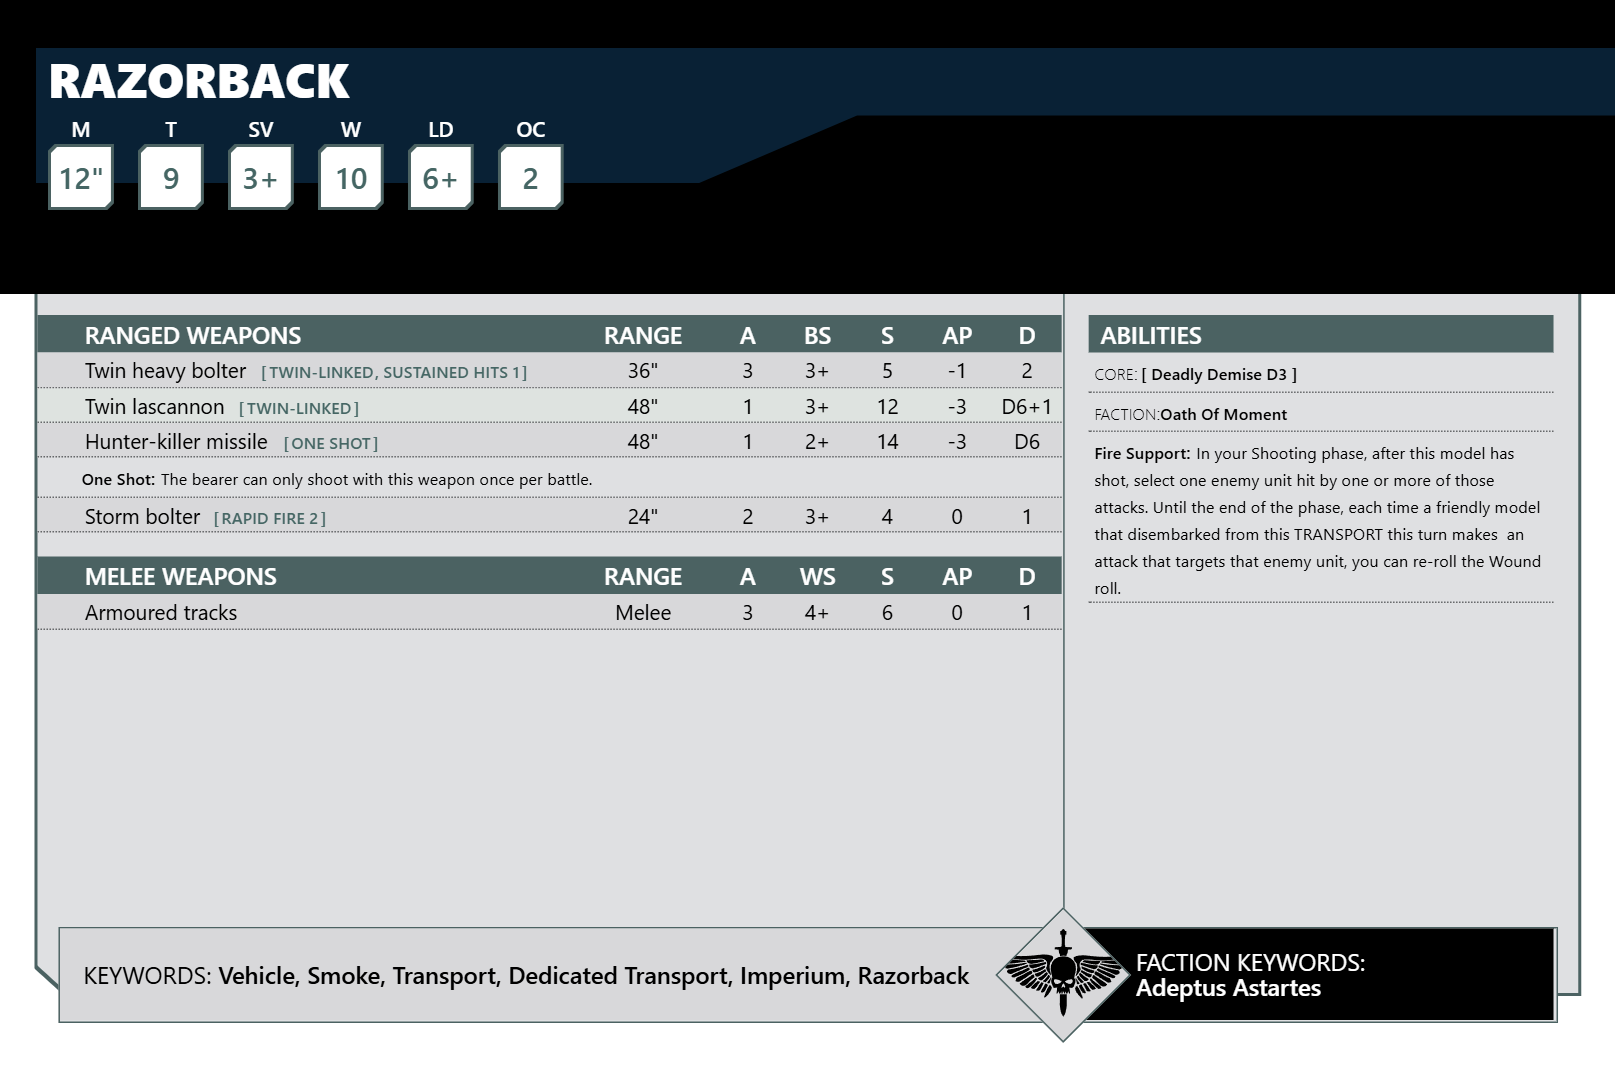 RAZORBACK
M T SV W LD OC
12" 9 3+ 10 6+ 2
RANGED WEAPONS RANGE A BS S AP D
Twin heavy bolter [TWIN-LINKED, SUSTAINED HITS 1] 36" 3 3+ 5 -1 2
Twin lascannon [TWIN-LINKED] 48" 1 3+ 12 -3 D6+1
Hunter-killer missile [ONE SHOT] 48" 1 2+ 14 -3 D6
One Shot: The bearer can only shoot with this weapon once per battle.
Storm bolter [RAPID FIRE 2] 24" 2 3+ 4 0 1
MELEE WEAPONS RANGE A WS S AP D
Armoured tracks Melee 3 4+ 6 0 1
ABILITIES
CORE: [ Deadly Demise D3 ]
FACTION:Oath Of Moment
Fire Support: In your Shooting phase, after this model has
shot, select one enemy unit hit by one or more of those
attacks. Until the end of the phase, each time a friendly model
that disembarked from this TRANSPORT this turn makes  an
attack that targets that enemy unit, you can re-roll the Wound
roll.
KEYWORDS: Vehicle, Smoke, Transport, Dedicated Transport, Imperium, Razorback
FACTION KEYWORDS:
Adeptus Astartes